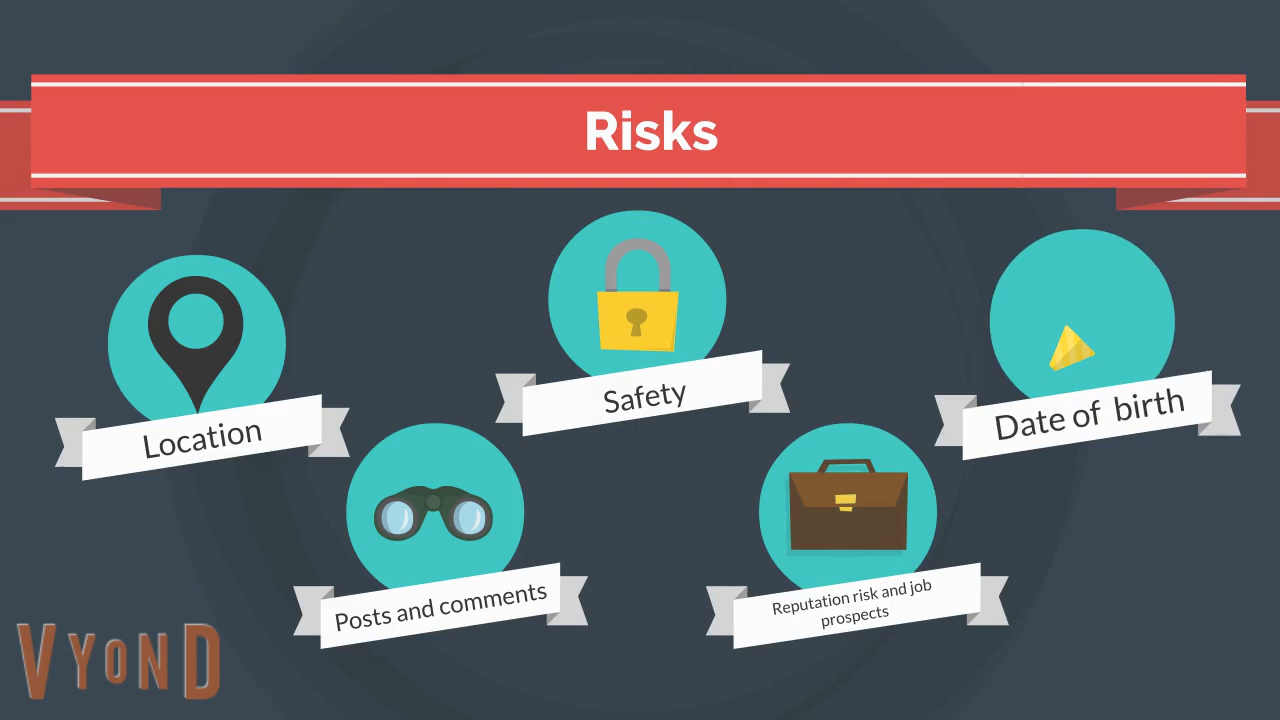 Risks
Location
Safety
Date of birth
Posts and comments
Reputation risk and job
prospects
VYOND